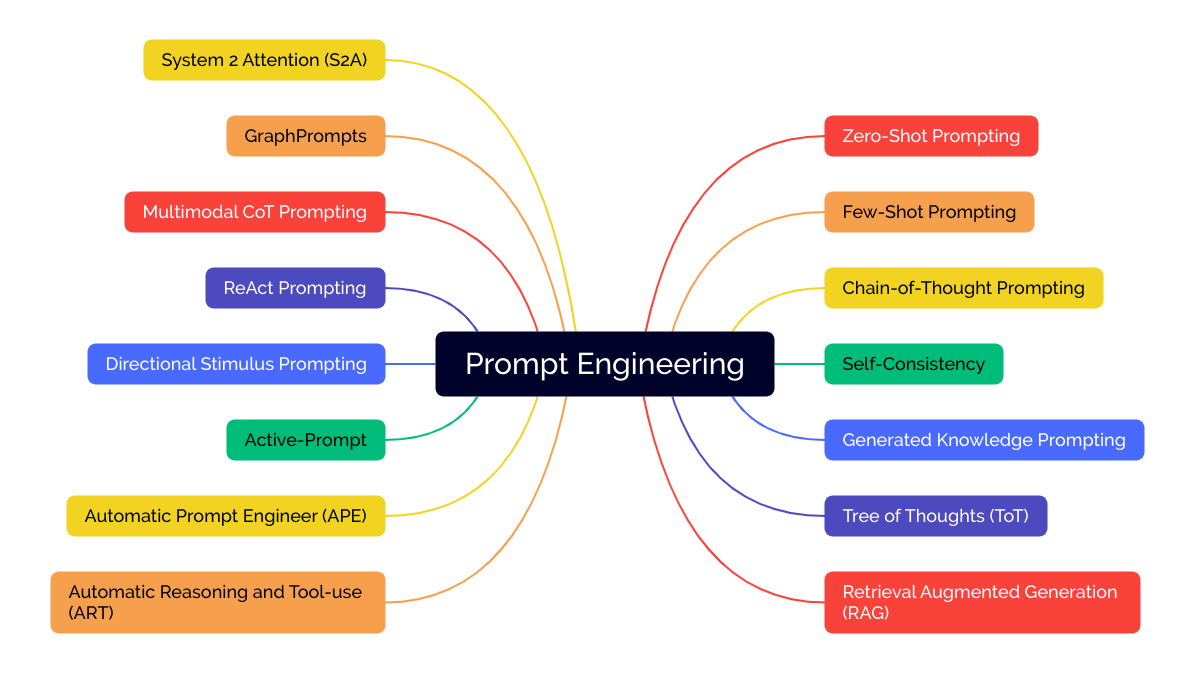 System 2 Attention (S2A)
GraphPrompts
Multimodal CoT Prompting
ReAct Prompting
Directional Stimulus Prompting
Active-Prompt
Automatic Prompt Engineer (APE)
Automatic Reasoning and Tool-use
(ART)
Prompt Engineering
Zero-Shot Prompting
Few-Shot Prompting
Chain-of-Thought Prompting
Self-Consistency
Generated Knowledge Prompting
Tree of Thoughts (ToT)
Retrieval Augmented Generation
(RAG)